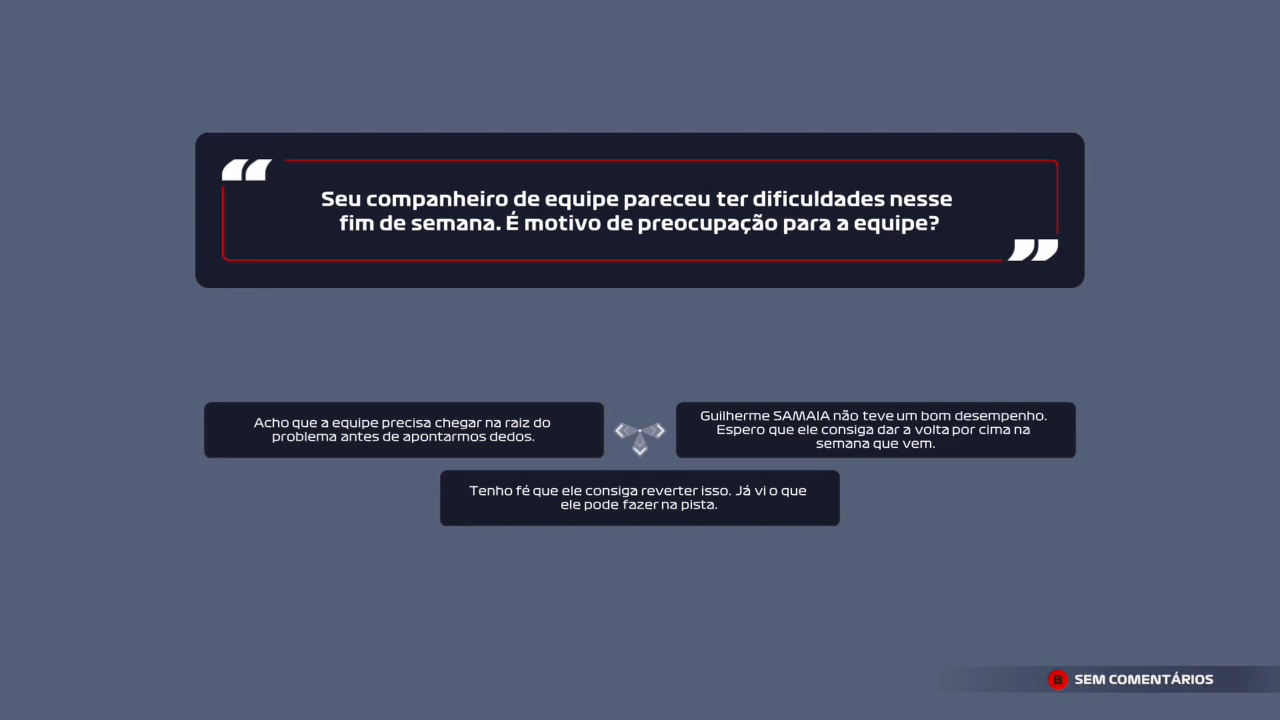 Seu companheiro de equipe pareceu ter dificuldades nesse
fim de semana. É motivo de preocupação para a equipe?
Acho que a equipe precisa chegar na raiz do
problema antes de apontarmos dedos.
Guilherme SAMAIA não teve um bom desempenho.
Espero que ele consiga dar a volta por cima na
semana que vem.
Tenho fé que ele consiga reverter isso. Já vi o que
ele pode fazer na pista.
B SEM COMENTÁRIOS